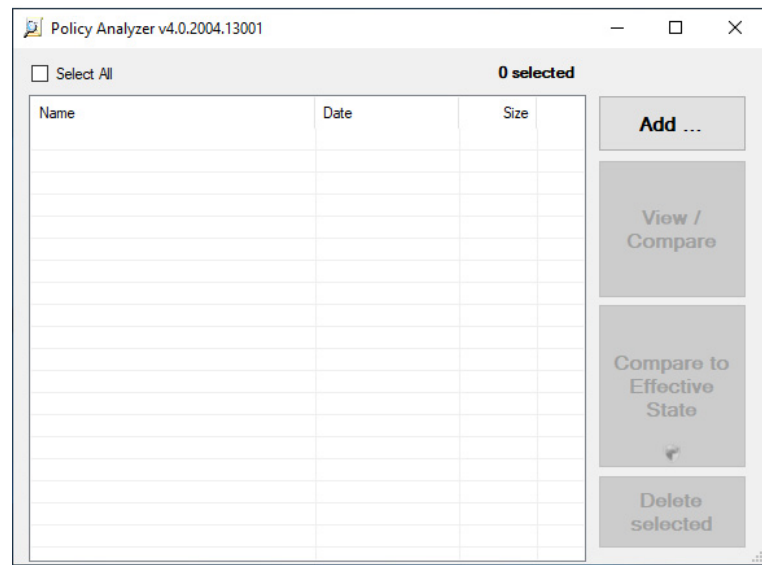 Policy Analyzer v4.0.2004.13001
Select All
0 selected
Name Date Size
Add ...
View /
Compare
Compare to
Effective
State
Delete
selected